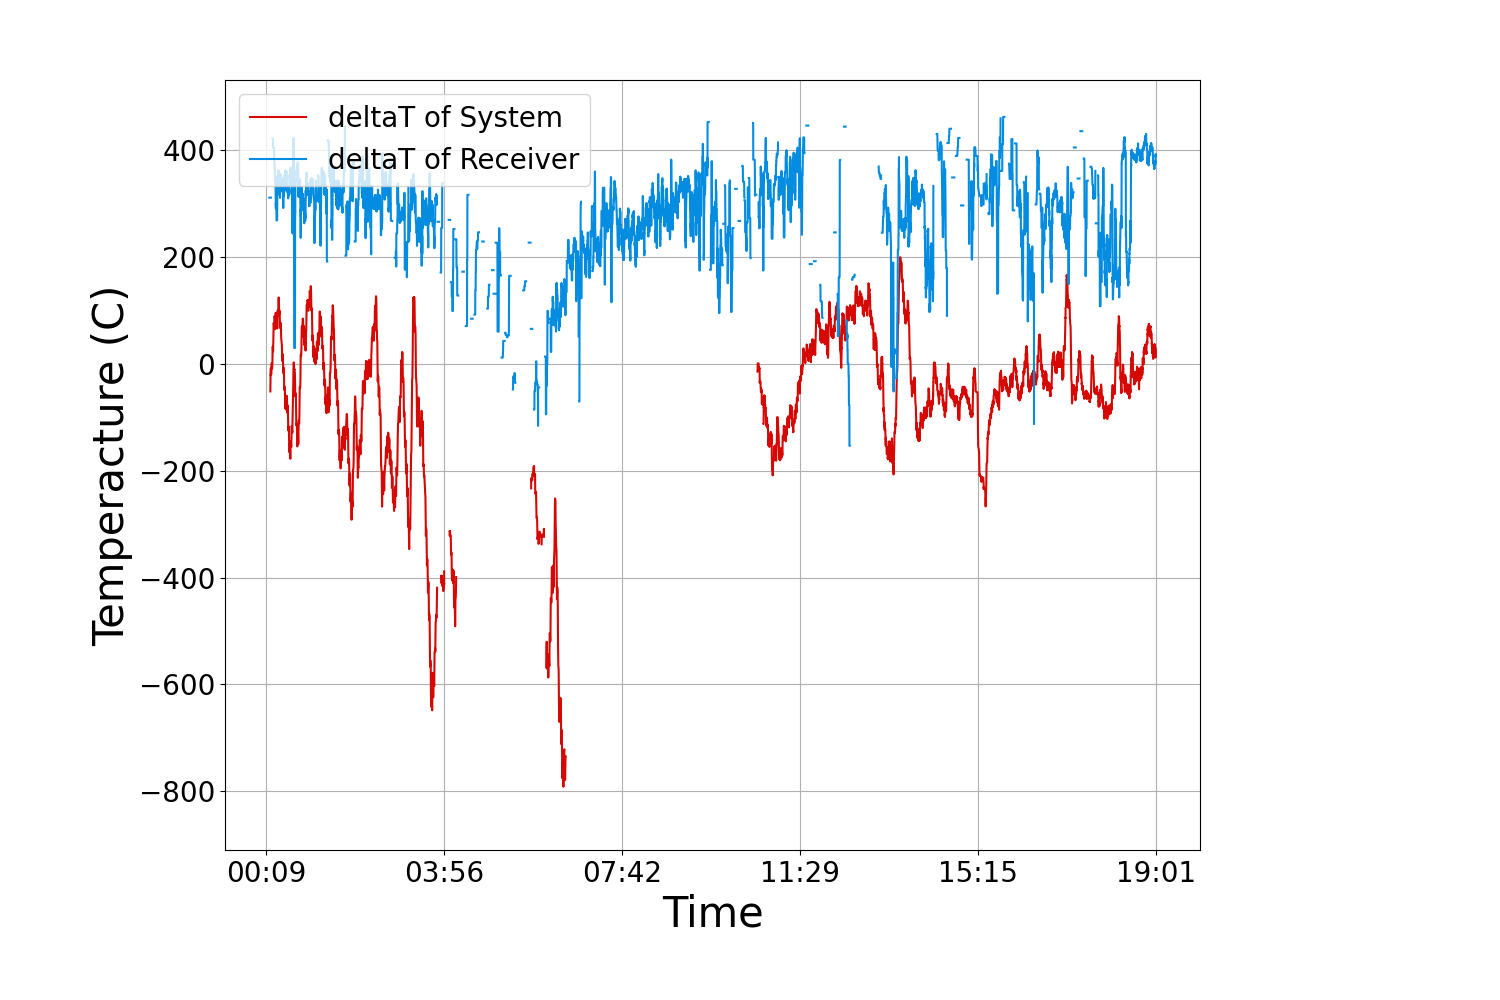 deltaT of System
deltaT of Receiver
Temperacture (C)
400
200
0
−200
−400
−600
−800
00:09 03:56 07:42 11:29 15:15 19:01
Time